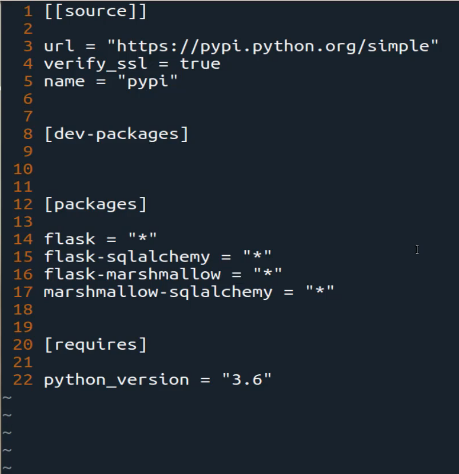 1 [[source]]
2
3 url = "https://pypi.python.org/simple"
4 verify_ssl = true
5 name = "pypi"
6
7
8 [dev-packages]
9
10
11
12 [packages]
13
14 flask = "*"
15 flask-sqlalchemy = "*"
16 flask-marshmallow = "*"
17 marshmallow-sqlalchemy = "*"
18
19
20 [requires]
21
22 python_version = "3.6"
~
~
~
~
~